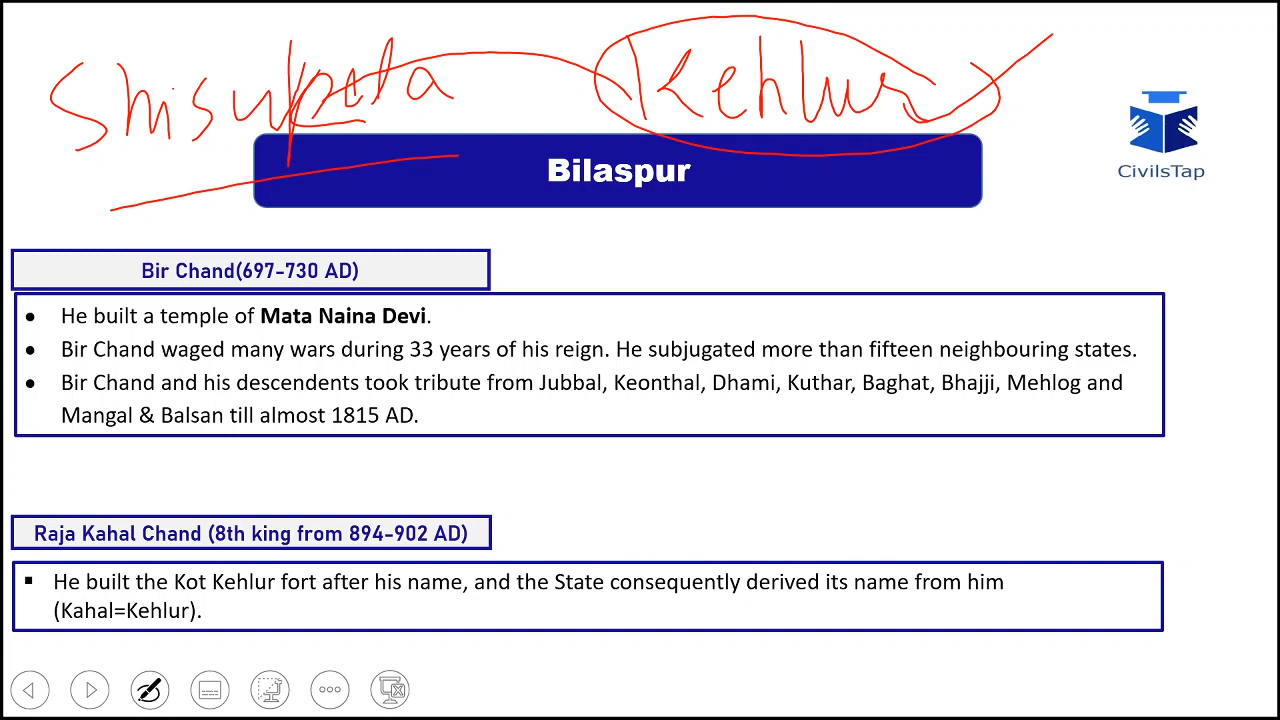 Kehlur
Bilaspur
CivilsTap
Bir Chand(697-730 AD)
• He built a temple of Mata Naina Devi.
• Bir Chand waged many wars during 33 years of his reign. He subjugated more than fifteen neighbouring states.
• Bir Chand and his descendents took tribute from Jubbal, Keonthal, Dhami, Kuthar, Baghat, Bhajji, Mehlog and
Mangal & Balsan till almost 1815 AD.
Raja Kahal Chand (8th king from 894-902 AD)
▪ He built the Kot Kehlur fort after his name, and the State consequently derived its name from him
(Kahal=Kehlur).